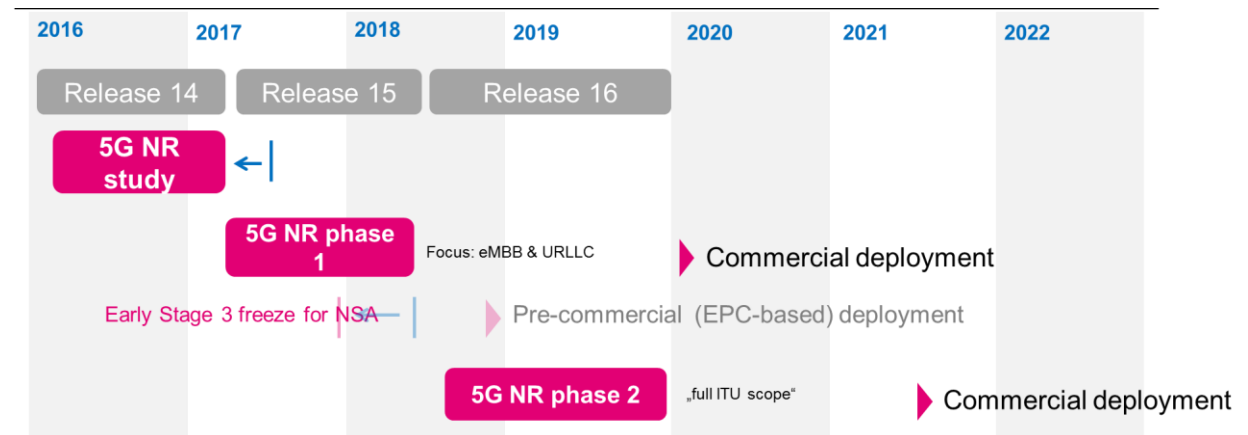 2016 2017 2018 2019 2020 2021 2022
Release 14 Release 15 Release 16
5G NR
study
5G NR phase
1
Focus: eMBB & URLLC
Commercial deployment
Early Stage 3 freeze for NSA
Pre-commercial (EPC-based) deployment
5G NR phase 2
„full ITU scope“
Commercial deployment